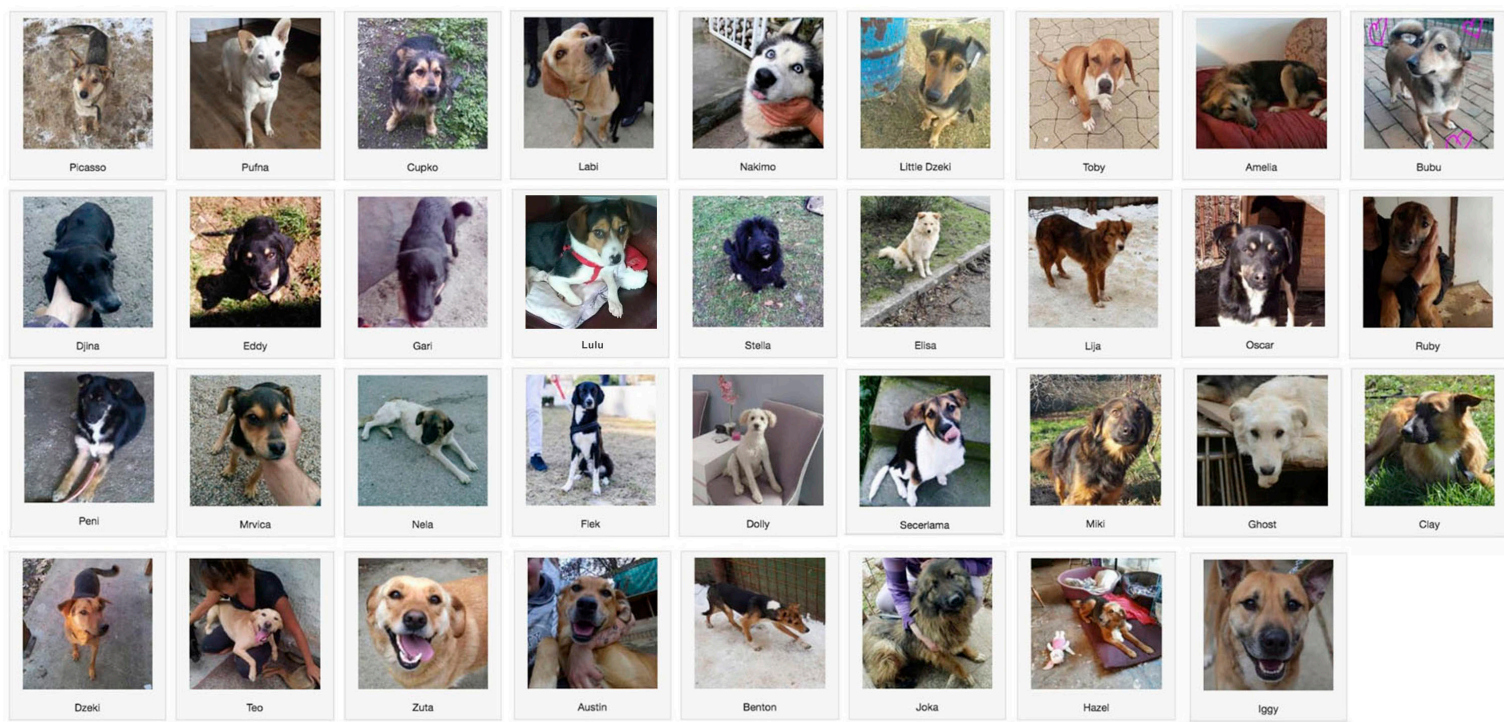 Picasso
Pufna
Cupko
Labi
Nakimo
Little Dzeki
Toby
Amelia
Bubu
Djina
Eddy
Gari
Lulu
Stella
Elisa
Lija
Oscar
Ruby
Peni
Mrvica
Nela
Flek
Dolly
Secerlama
Miki
Ghost
Clay
Dzeki
Teo
Zuta
Austin
Benton
Joka
Hazel
Iggy